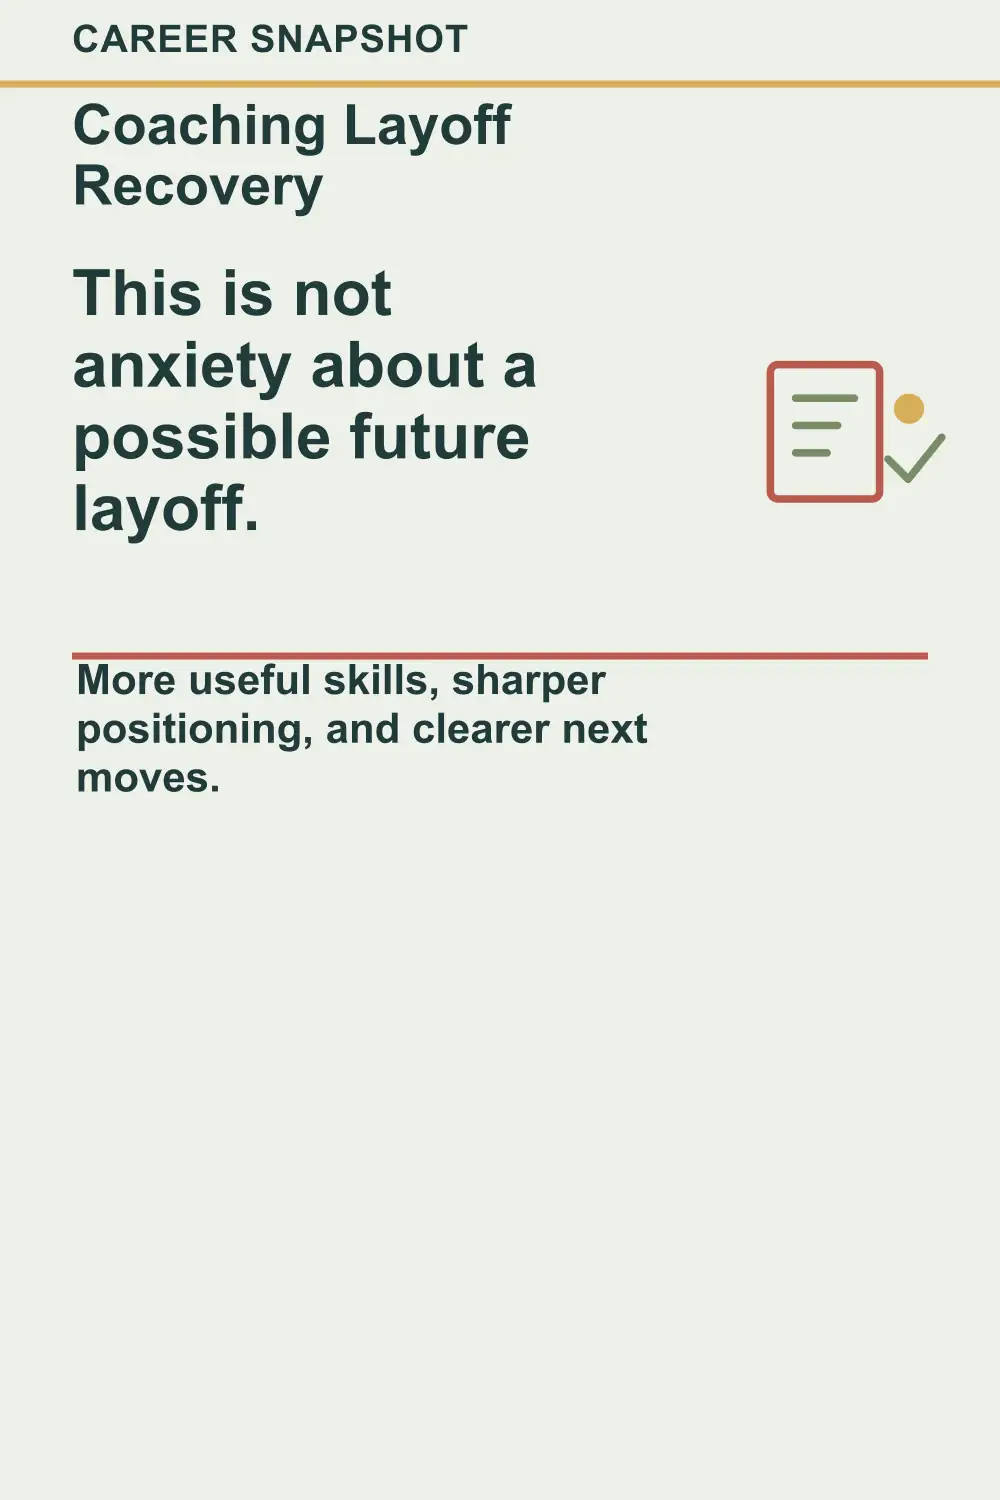 CAREER SNAPSHOT
Coaching Layoff
Recovery
This is not
anxiety about a
possible future
layoff.
More useful skills, sharper
positioning, and clearer next
moves.